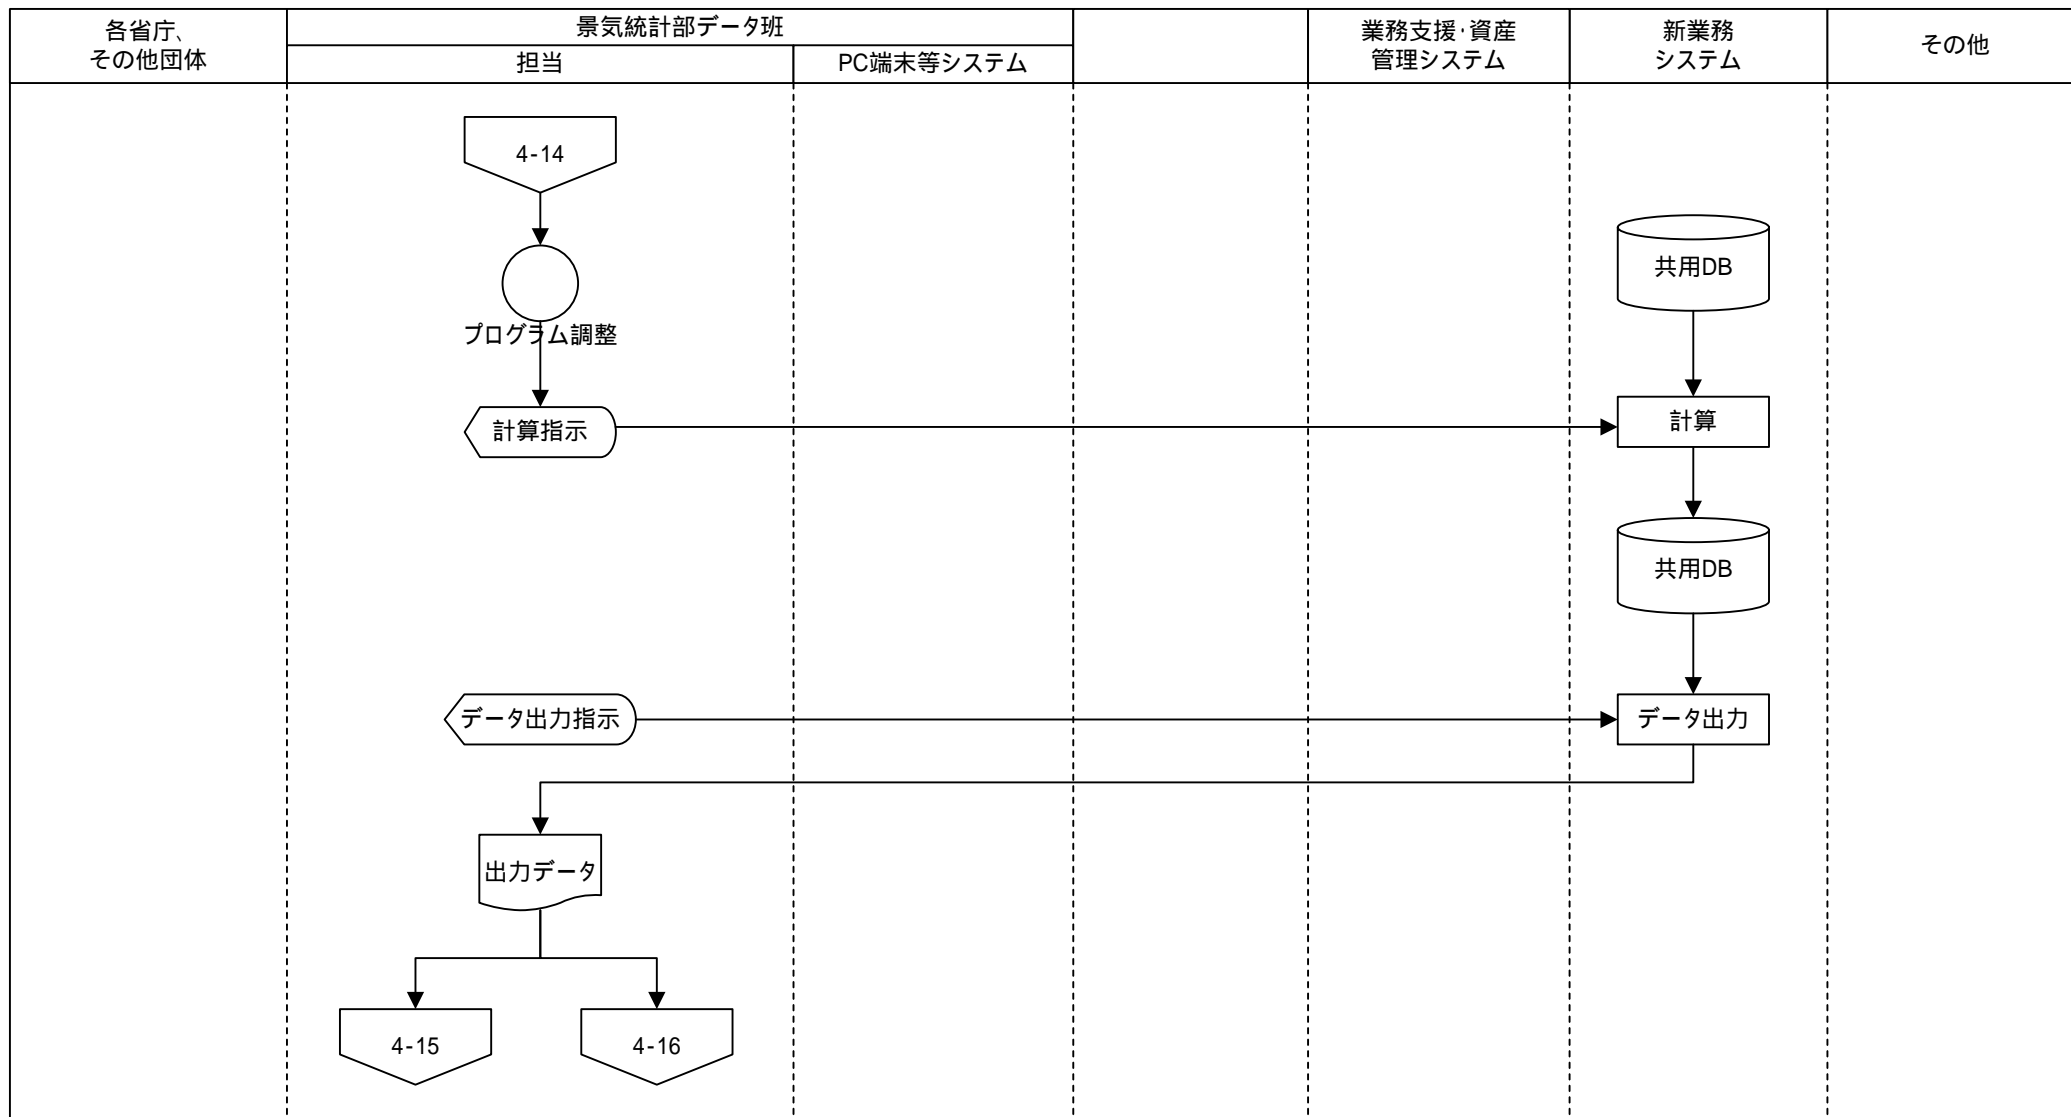 各省庁、
その他団体
景気統計部データ班
担当
PC端末等システム
業務支援・資産
管理システム
新業務
システム
その他
4-14
共用DB
プログラム調整
計算指示
計算
共用DB
データ出力指示
データ出力
出力データ
4-15
4-16